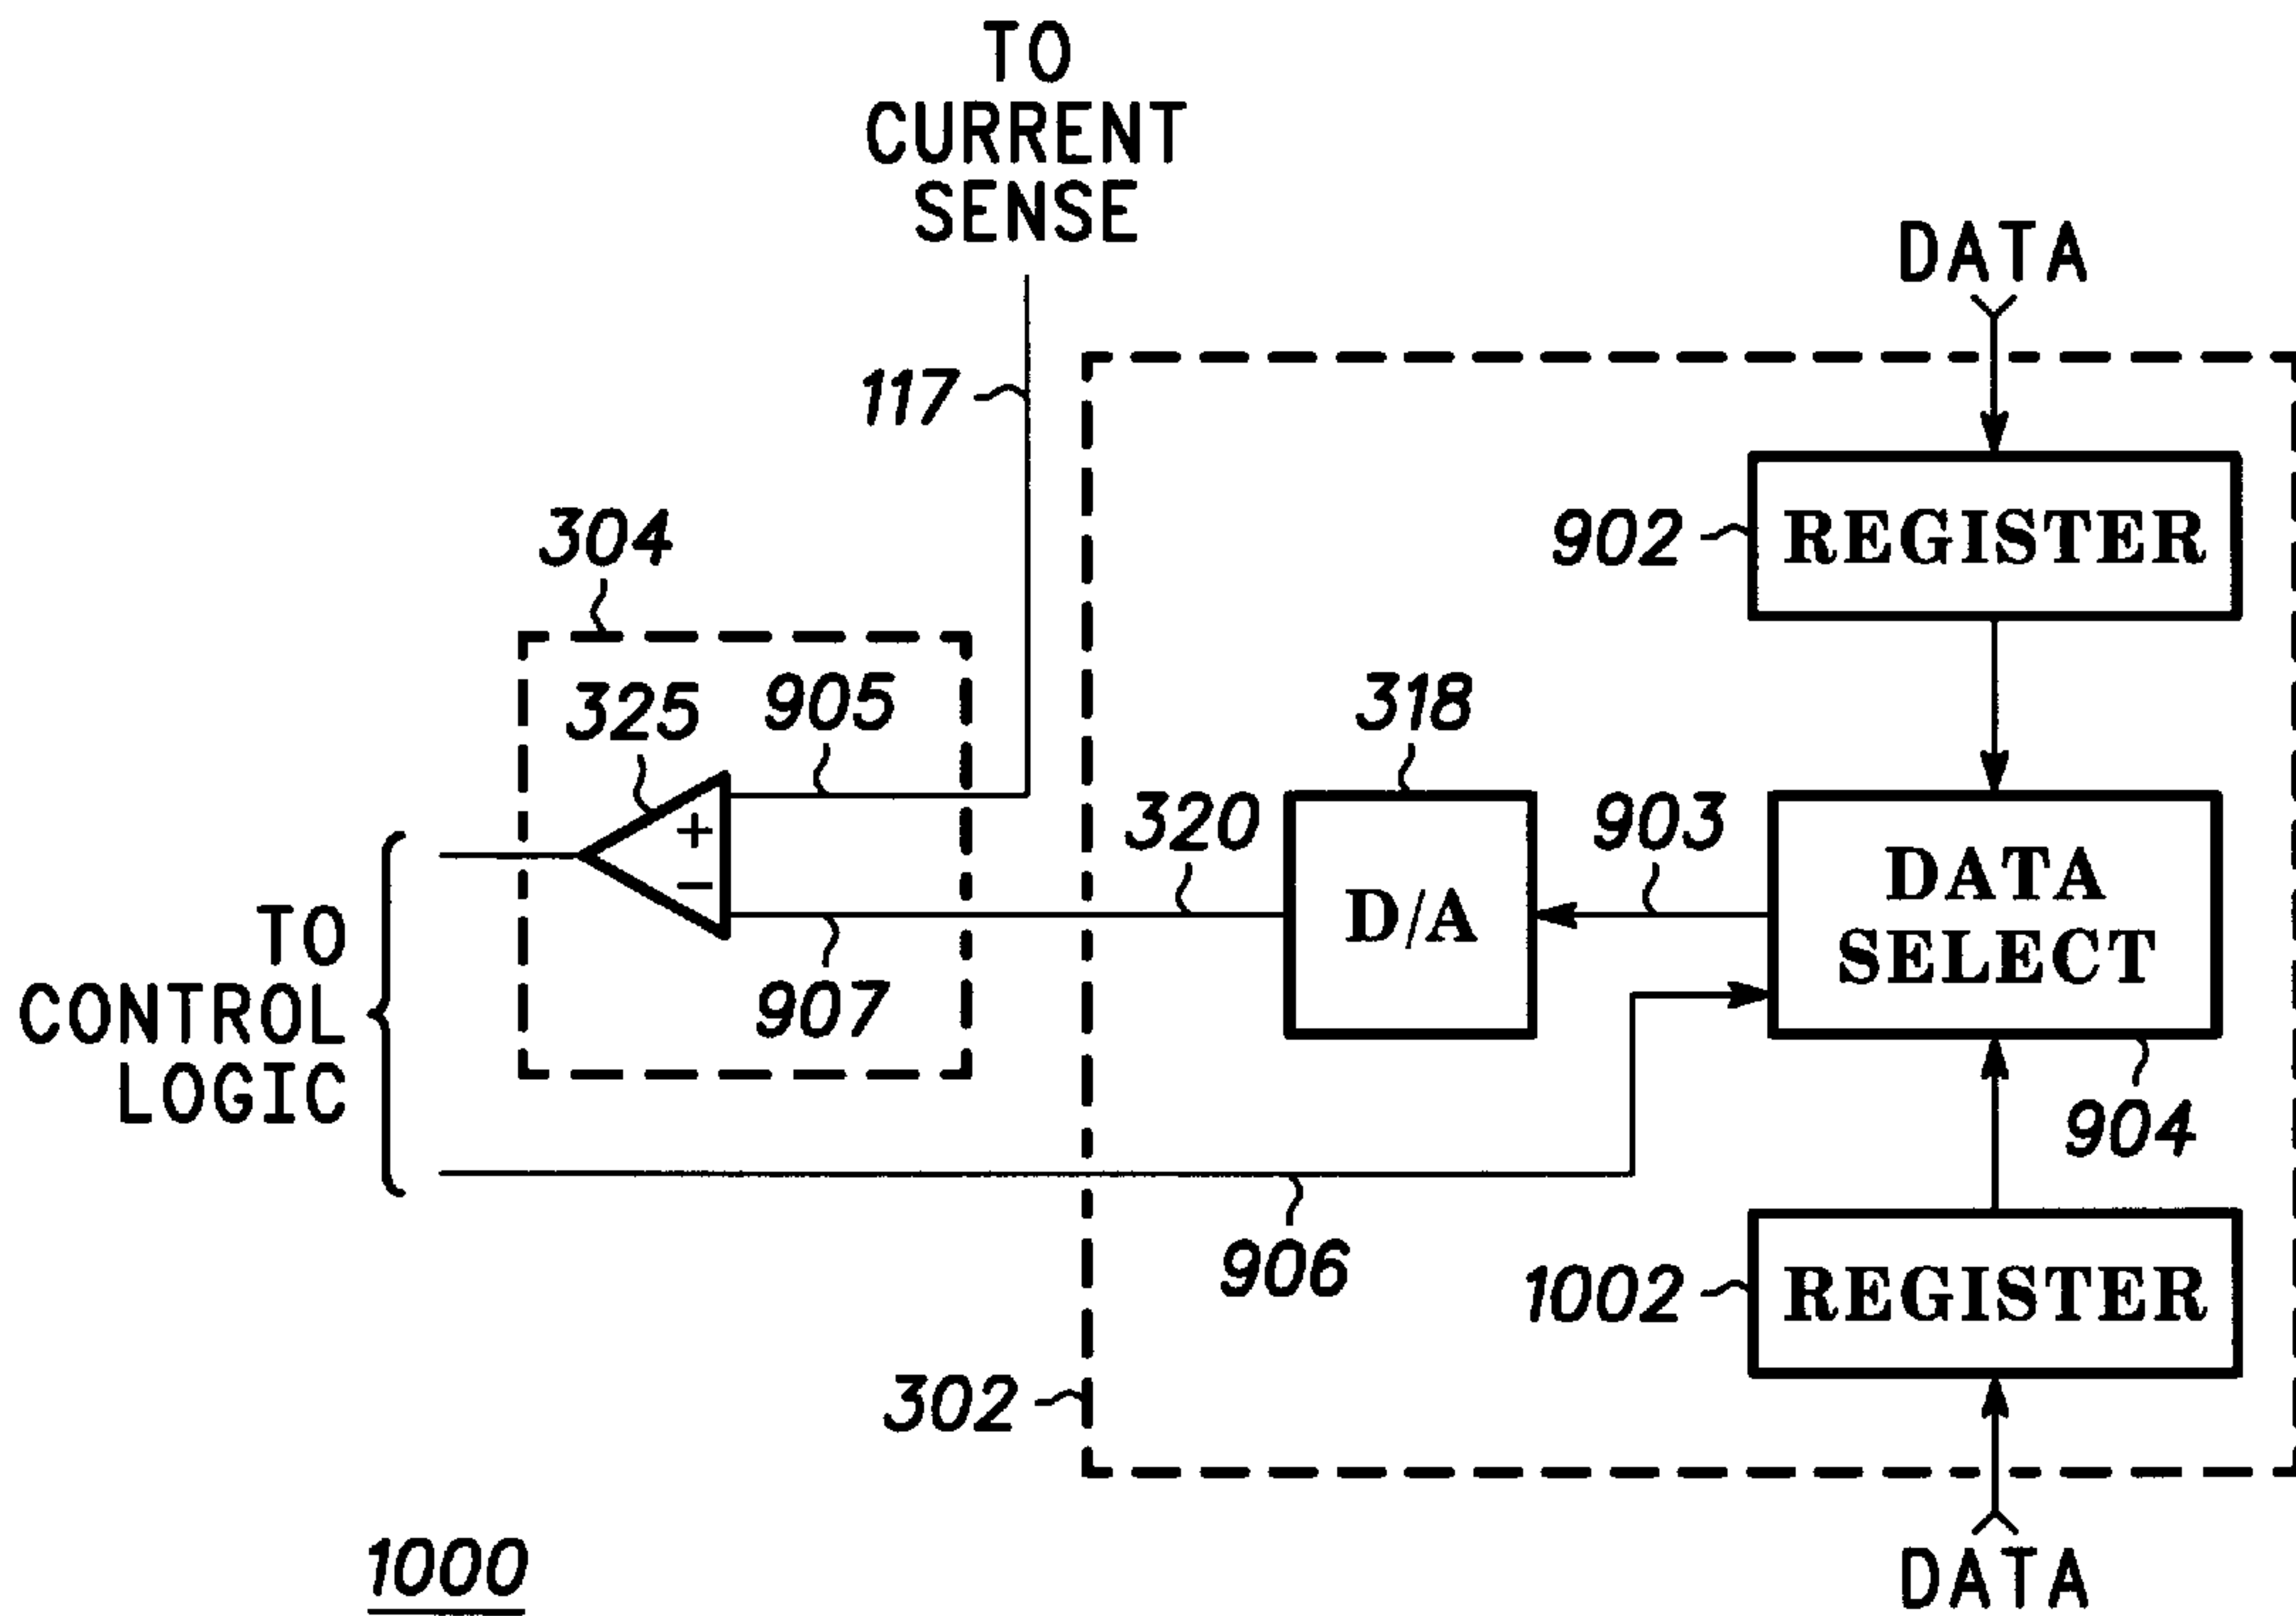 TO
CURRENT
SENSE
DATA
117
304
902
REGISTER
325
905
318
320
903
+
−
D/A
DATA
SELECT
TO
CONTROL
LOGIC
907
904
906
1002
REGISTER
302
1000
DATA